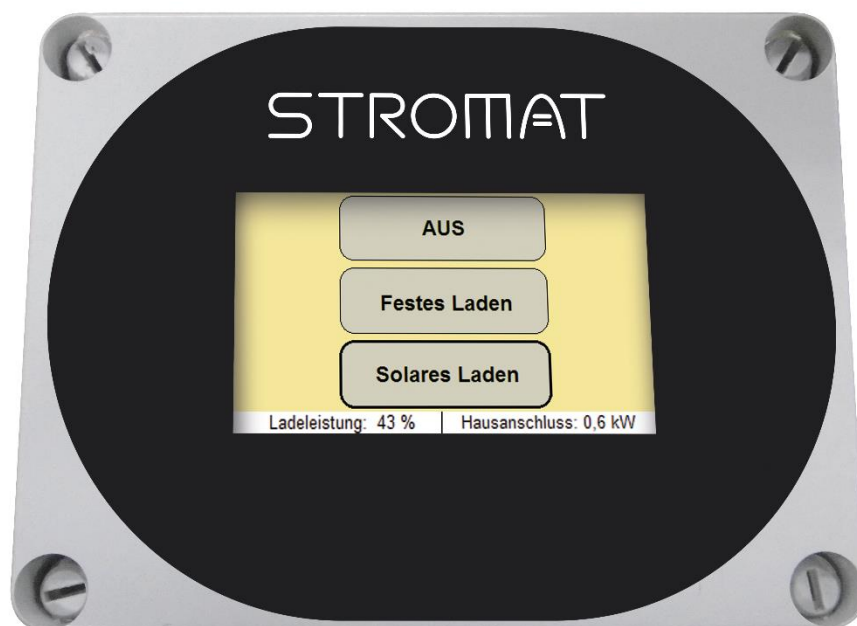 STROMAT
AUS
Festes Laden
Solares Laden
Ladeleistung: 43 % Hausanschluss: 0,6 kW